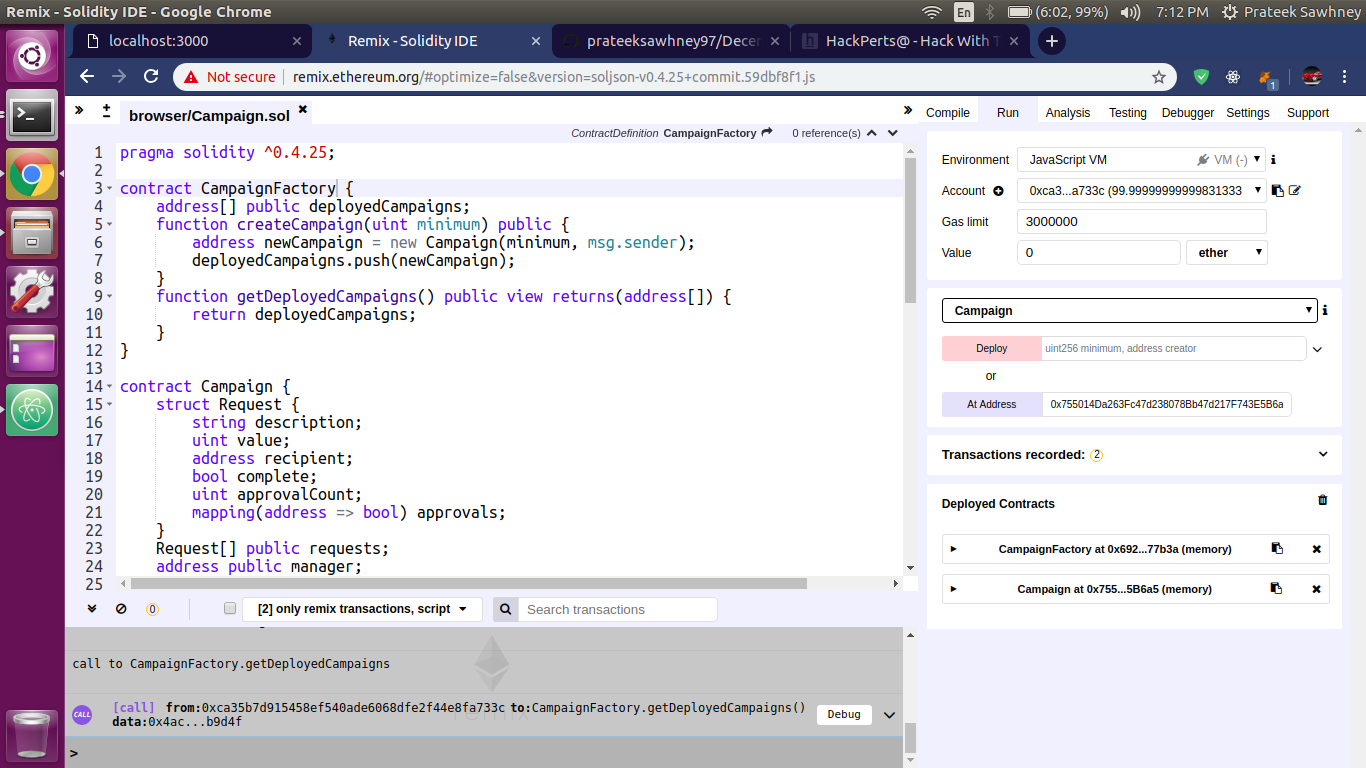 Remix - Solidity IDE - Google Chrome
En
(6:02, 99%)
7:12 PM
Prateek Sawhney
localhost:3000
Remix - Solidity IDE
prateeksawhney97/Decer
HackPerts@ - Hack With T
Not secure
remix.ethereum.org/#optimize=false&version=soljson-v0.4.25+commit.59dbf8f1.js
1
browser/Campaign.sol
ContractDefinition CampaignFactory
0 reference(s)
1 pragma solidity ^0.4.25;
2
3 contract CampaignFactory {
4 address[] public deployedCampaigns;
5 function createCampaign(uint minimum) public {
6 address newCampaign = new Campaign(minimum, msg.sender);
7 deployedCampaigns.push(newCampaign);
8 }
9 function getDeployedCampaigns() public view returns(address[]) {
10 return deployedCampaigns;
11 }
12 }
13
14 contract Campaign {
15 struct Request {
16 string description;
17 uint value;
18 address recipient;
19 bool complete;
20 uint approvalCount;
21 mapping(address => bool) approvals;
22 }
23 Request[] public requests;
24 address public manager;
25
0
[2] only remix transactions, script
Search transactions
call to CampaignFactory.getDeployedCampaigns
CALL
[call] from:0xca35b7d915458ef540ade6068dfe2f44e8fa733c to:CampaignFactory.getDeployedCampaigns()
data:0x4ac...b9d4f
Debug
remix
>
Compile
Run
Analysis
Testing
Debugger
Settings
Support
Environment
JavaScript VM
VM (-)
Account
0xca3...a733c (99.99999999999831333
Gas limit
3000000
Value
0
ether
Campaign
Deploy
uint256 minimum, address creator
or
At Address
0x755014Da263Fc47d238078Bb47d217F743E5B6a
Transactions recorded: 2
Deployed Contracts
CampaignFactory at 0x692...77b3a (memory)
Campaign at 0x755...5B6a5 (memory)